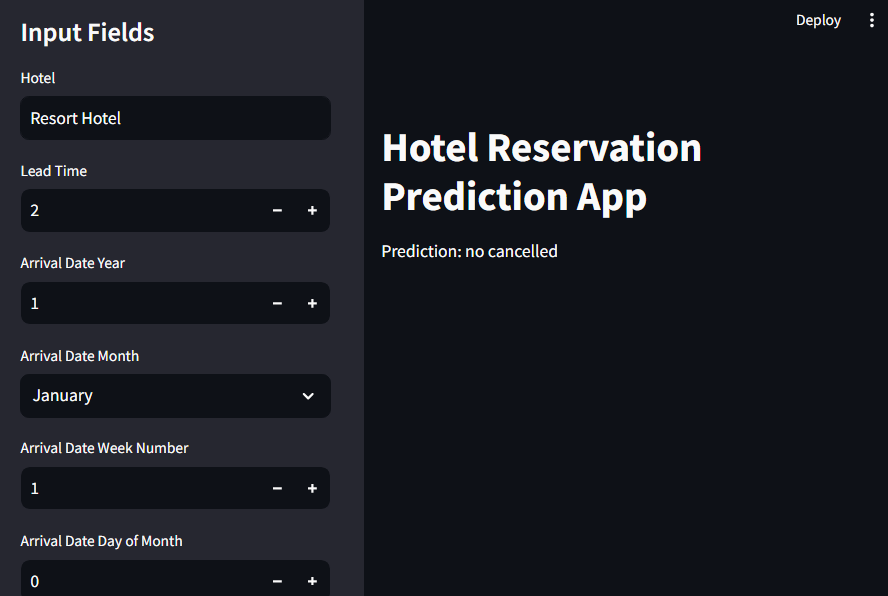 Input Fields
Hotel
Resort Hotel
Lead Time
2
Arrival Date Year
1
Arrival Date Month
January
Arrival Date Week Number
1
Arrival Date Day of Month
0
Deploy
Hotel Reservation
Prediction App
Prediction: no cancelled